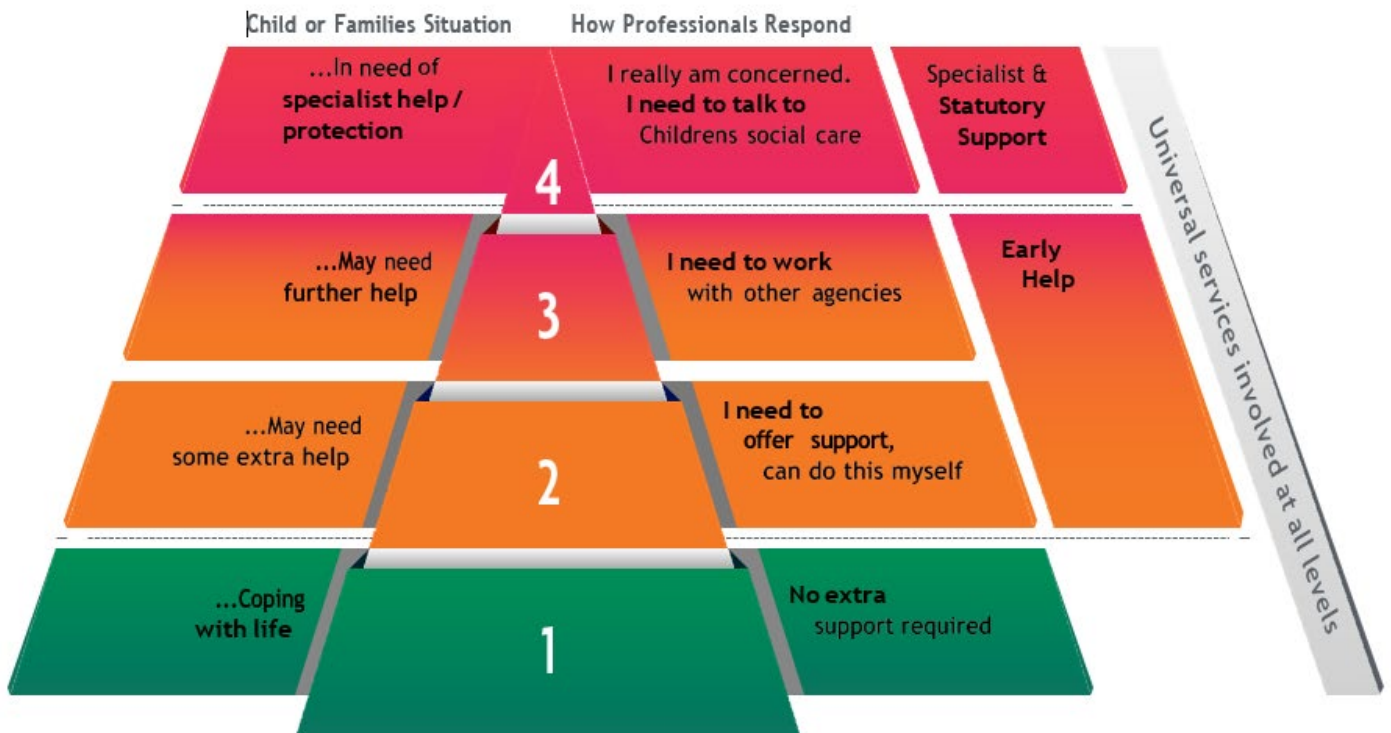 Child or Families Situation
How Professionals Respond
...In need of
specialist help /
protection
4
I really am concerned.
I need to talk to
Childrens social care
Specialist &
Statutory
Support
...May need
further help
3
I need to work
with other agencies
Early
Help
...May need
some extra help
2
I need to
offer support,
can do this myself
...Coping
with life
1
No extra
support required
Universal services involved at all levels